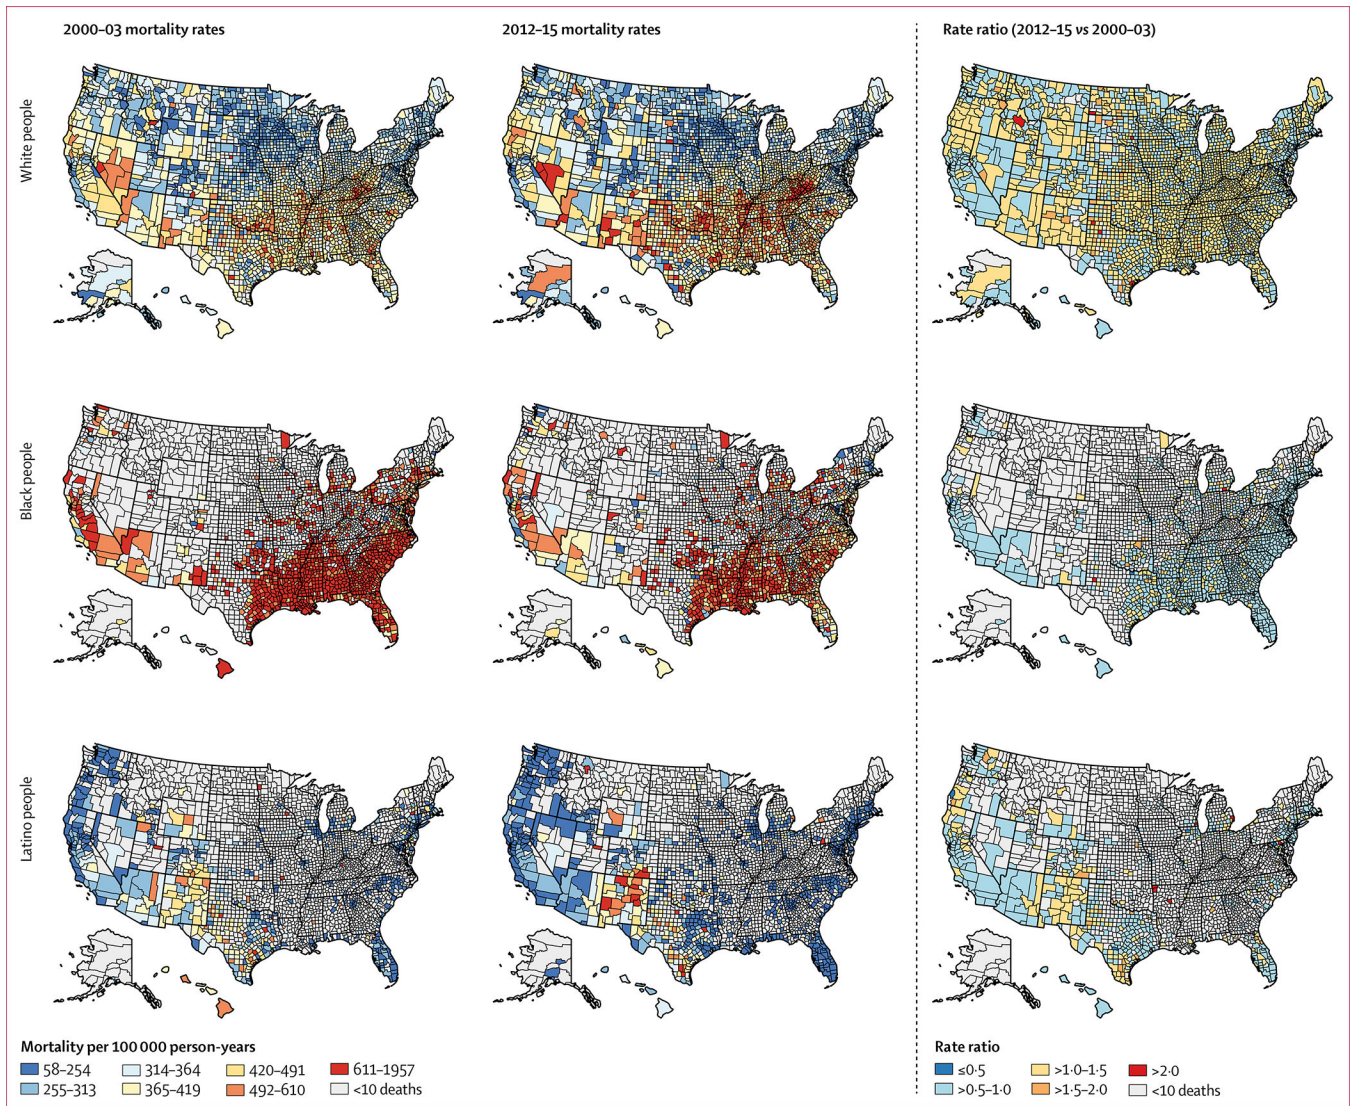 2000–03 mortality rates
2012–15 mortality rates
Rate ratio (2012–15 vs 2000–03)
White people
Black people
Latino people
Mortality per 100 000 person-years
58–254
314–364
420–491
611–1957
255–313
365–419
492–610
<10 deaths
Rate ratio
≤0·5
>1·0–1·5
>2·0
>0·5–1·0
>1·5–2·0
<10 deaths